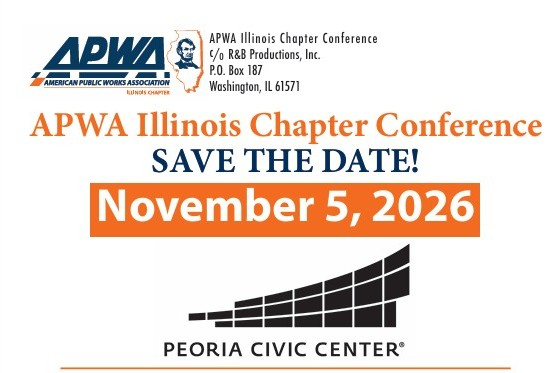 APWA
AMERICAN PUBLIC WORKS ASSOCIATION
ILLINOIS CHAPTER
APWA Illinois Chapter Conference
c/o R&B Productions, Inc.
P.O. Box 187
Washington, IL 61571
APWA Illinois Chapter Conference
SAVE THE DATE!
November 5, 2026
PEORIA CIVIC CENTER®